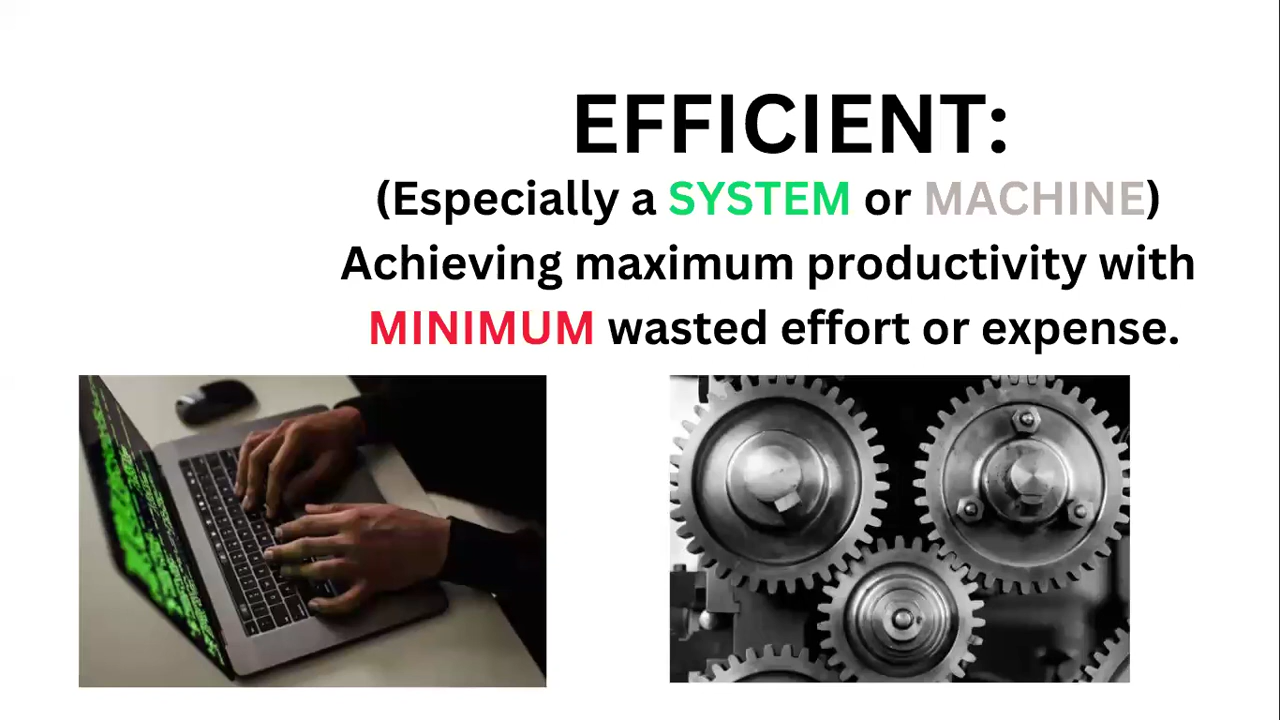 EFFICIENT:
(Especially a SYSTEM or MACHINE)
Achieving maximum productivity with
MINIMUM wasted effort or expense.